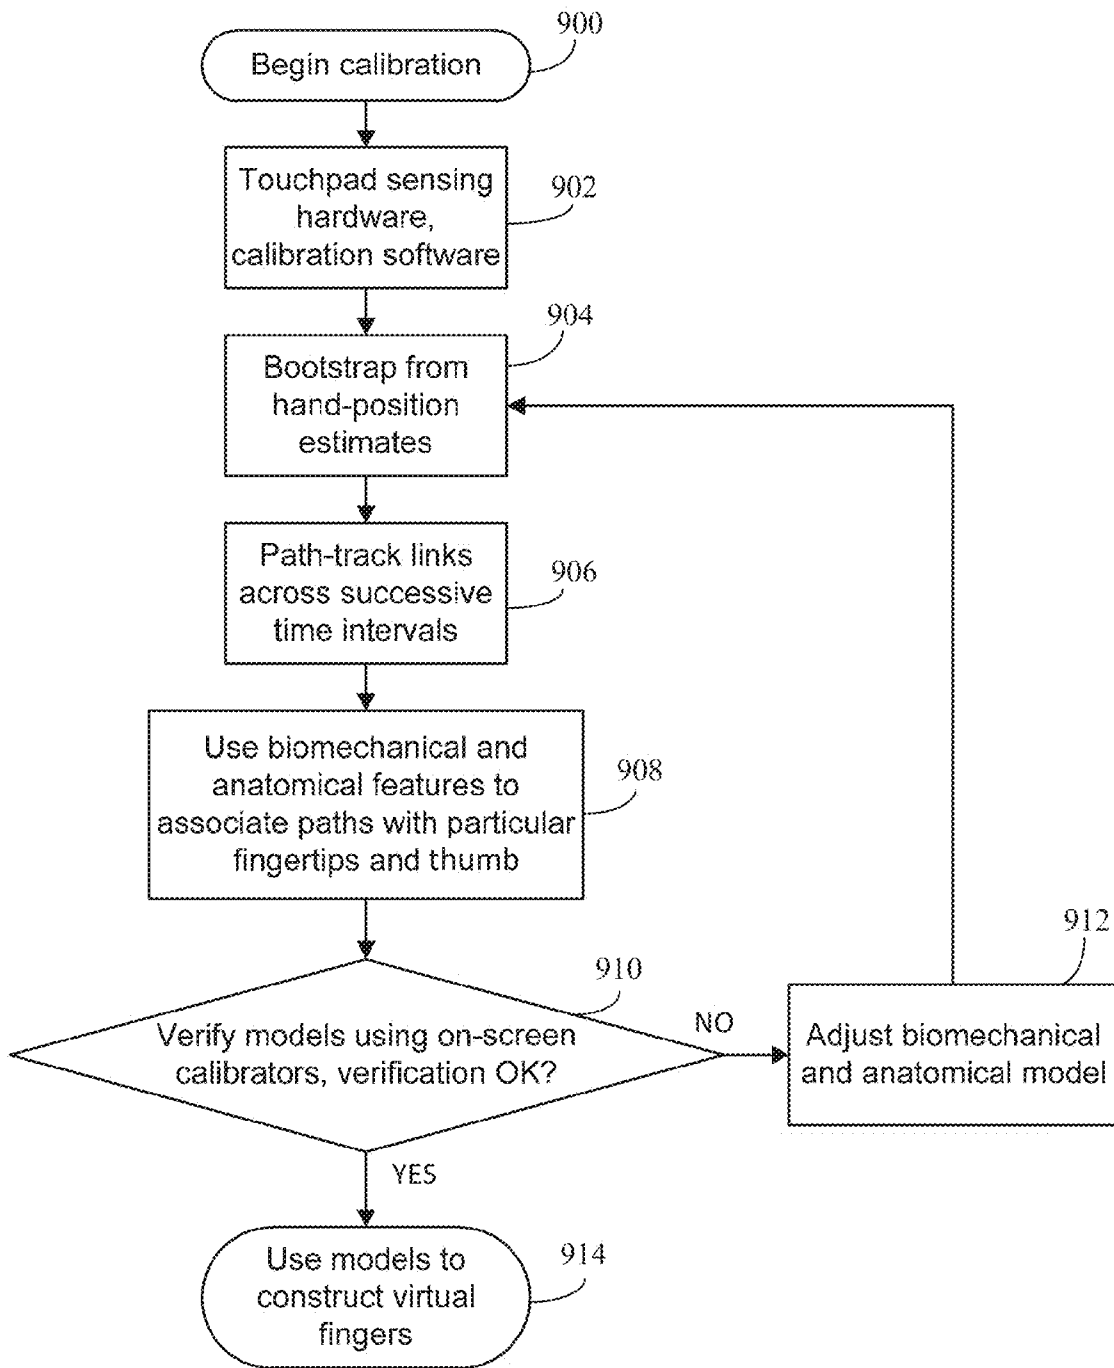 900
Begin calibration
Touchpad sensing
hardware,
calibration software
902
904
Bootstrap from
hand-position
estimates
Path-track links
across successive
time intervals
906
Use biomechanical and
anatomical features to
associate paths with particular
fingertips and thumb
908
910
Verify models using on-screen
calibrators, verification OK?
NO
912
Adjust biomechanical
and anatomical model
YES
Use models to
construct virtual
fingers
914